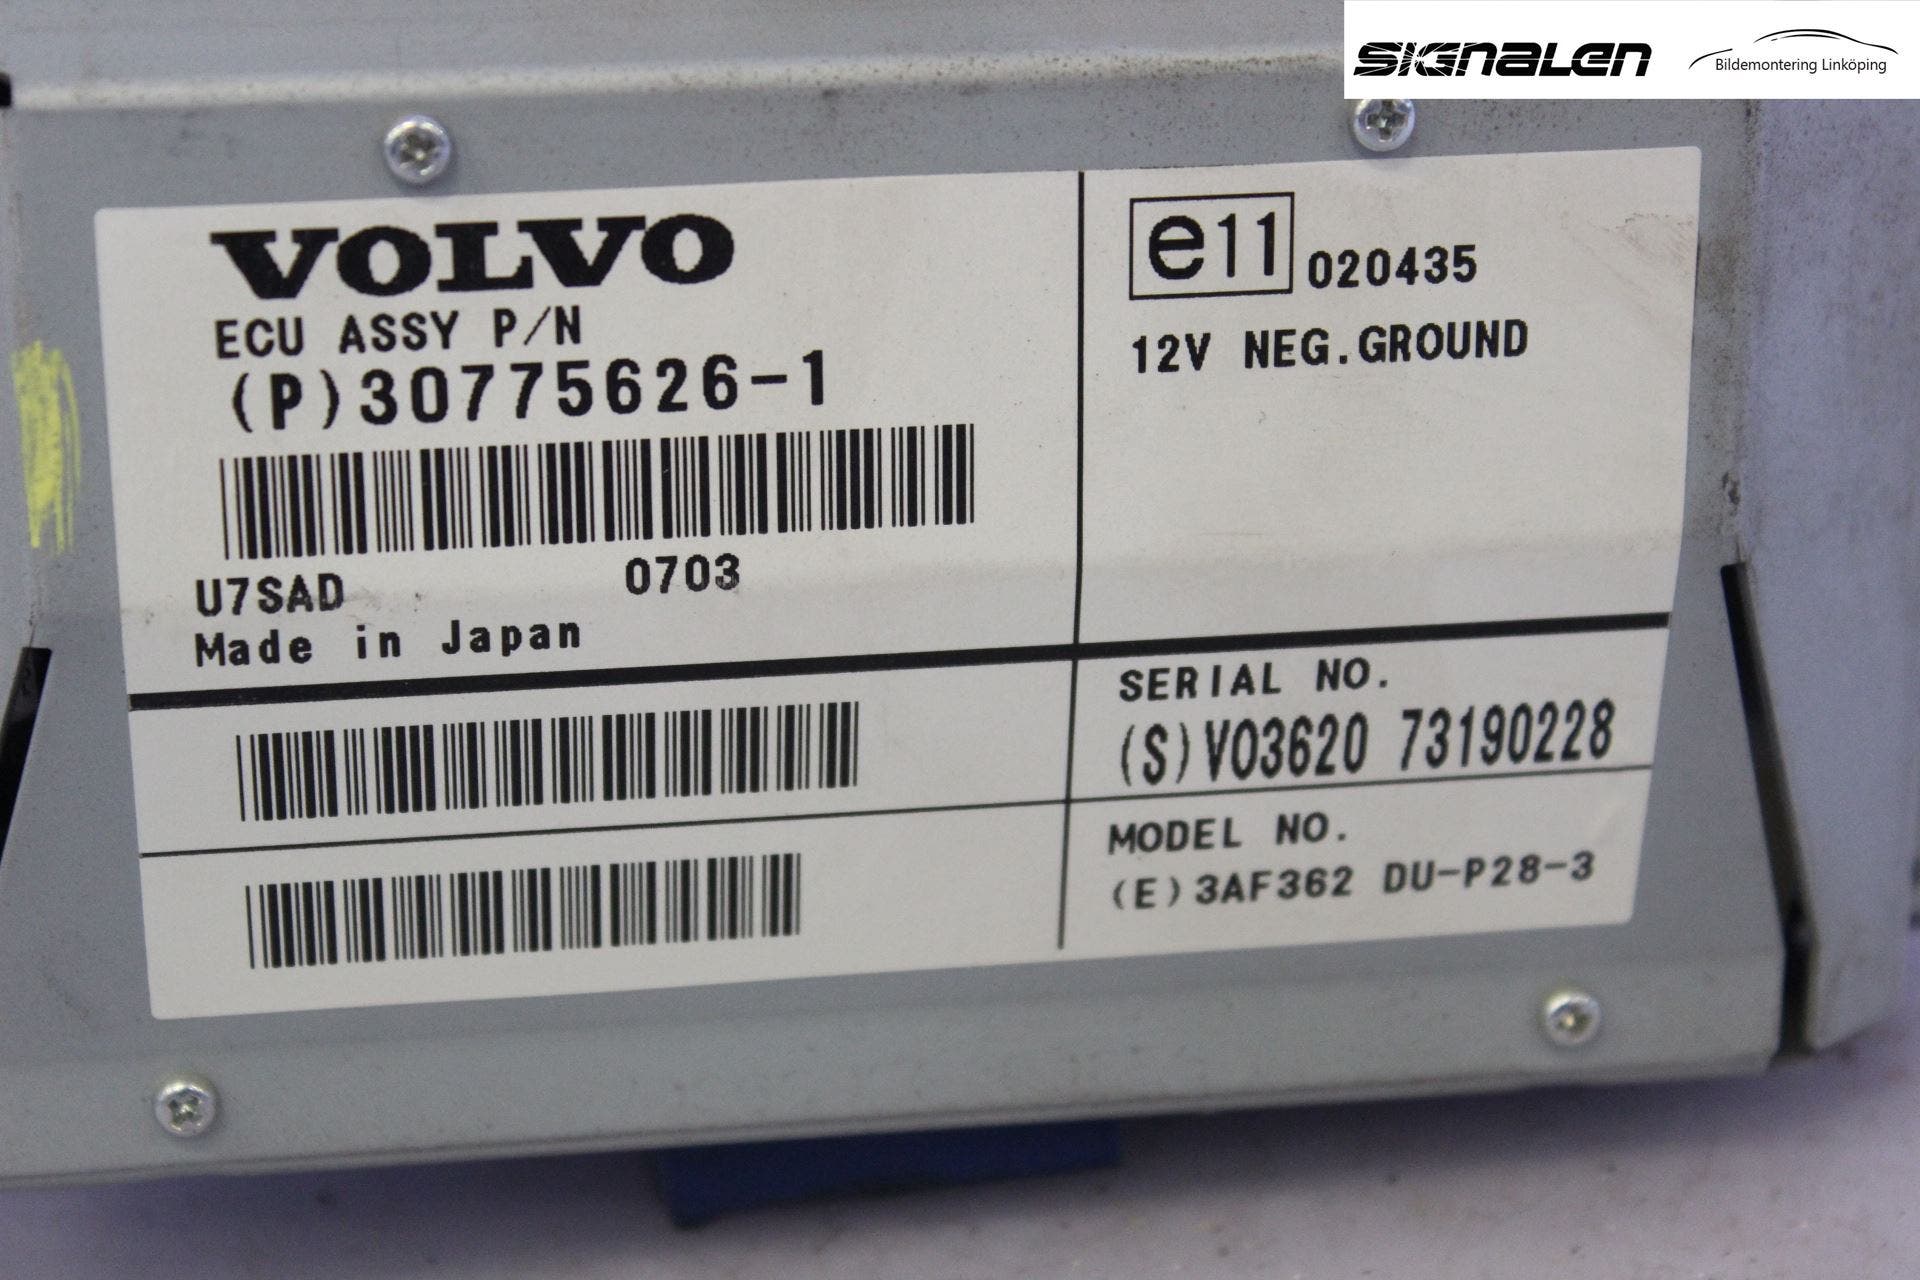 SIGNALEN
Bildemontering Linköping
VOLVO
ECU ASSY P/N
(P)30775626-1
U7SAD 0703
Made in Japan
e11 020435
12V NEG.GROUND
SERIAL NO.
(S)VO3620 73190228
MODEL NO.
(E)3AF362 DU-P28-3